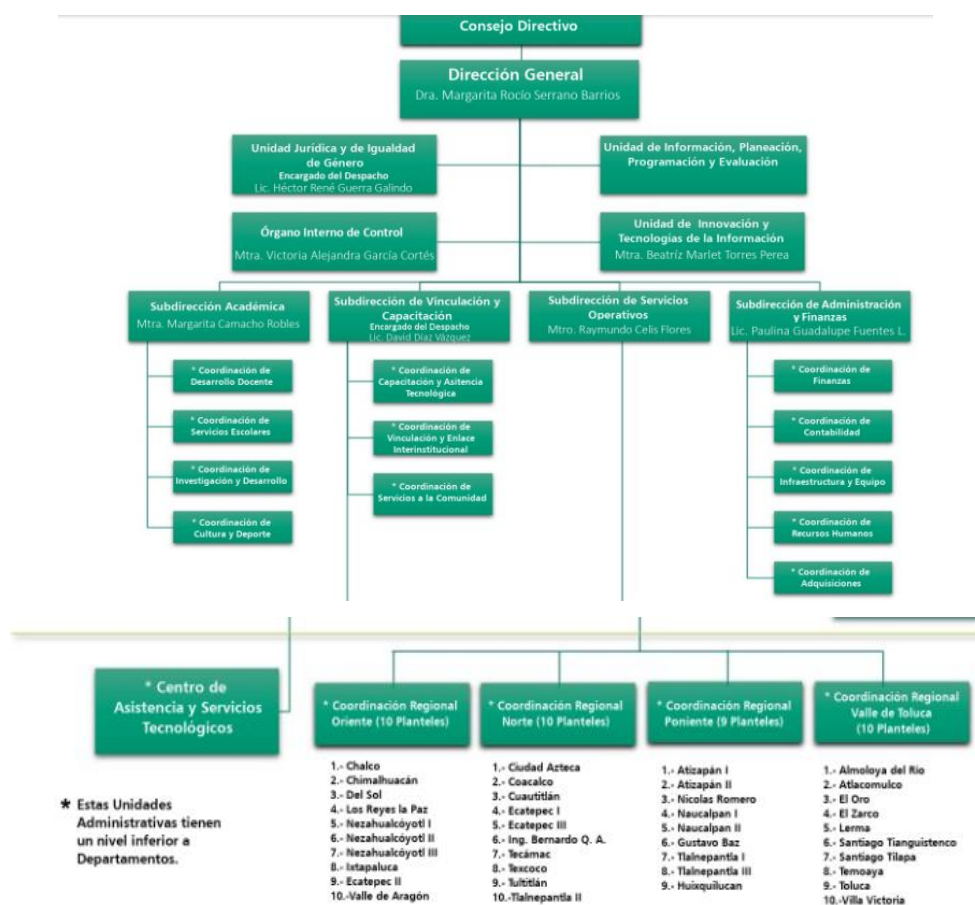 Consejo Directivo
Dirección General
Dra. Margarita Rocío Serrano Barrios
Unidad Jurídica y de Igualdad
de Género
Encargado del Despacho
Lic. Héctor René Guerra Galindo
Unidad de Información, Planeación,
Programación y Evaluación
Órgano Interno de Control
Mtra. Victoria Alejandra García Cortés
Unidad de Innovación y
Tecnologías de la Información
Mtra. Beatríz Marlet Torres Perea
Subdirección Académica
Mtra. Margarita Camacho Robles
Subdirección de Vinculación y
Capacitación
Encargado del Despacho
Lic. David Díaz Vázquez
Subdirección de Servicios
Operativos
Mtro. Raymundo Celis Flores
Subdirección de Administración
y Finanzas
Lic. Paulina Guadalupe Fuentes L.
* Coordinación de
Desarrollo Docente
* Coordinación de
Servicios Escolares
* Coordinación de
Investigación y Desarrollo
* Coordinación de
Cultura y Deporte
* Coordinación de
Capacitación y Asitencia
Tecnológica
* Coordinación de
Vinculación y Enlace
Interinstitucional
* Coordinación de
Servicios a la Comunidad
* Coordinación de
Finanzas
* Coordinación de
Contabilidad
* Coordinación de
Infraestructura y Equipo
* Coordinación de
Recursos Humanos
* Coordinación de
Adquisiciones
* Centro de
Asistencia y Servicios
Tecnológicos
* Estas Unidades
Administrativas tienen
un nivel inferior a
Departamentos.
* Coordinación Regional
Oriente (10 Planteles)
1.- Chalco
2.- Chimalhuacán
3.- Del Sol
4.- Los Reyes la Paz
5.- Nezahualcóyotl I
6.- Nezahualcóyotl II
7.- Nezahualcóyotl III
8.- Ixtapaluca
9.- Ecatepec II
10.-Valle de Aragón
* Coordinación Regional
Norte (10 Planteles)
1.- Ciudad Azteca
2.- Coacalco
3.- Cuautitlán
4.- Ecatepec I
5.- Ecatepec III
6.- Ing. Bernardo Q. A.
7.- Tecámac
8.- Texcoco
9.- Tultitlán
10.-Tlalnepantla II
* Coordinación Regional
Poniente (9 Planteles)
1.- Atizapán I
2.- Atizapán II
3.- Nicolas Romero
4.- Naucalpan I
5.- Naucalpan II
6.- Gustavo Baz
7.- Tlalnepantla I
8.- Tlalnepantla III
9.- Huixquilucan
* Coordinación Regional
Valle de Toluca
(10 Planteles)
1.- Almoloya del Río
2.- Atlacomulco
3.- El Oro
4.- El Zarco
5.- Lerma
6.- Santiago Tianguistenco
7.- Santiago Tilapa
8.- Temoaya
9.- Toluca
10.- Villa Victoria